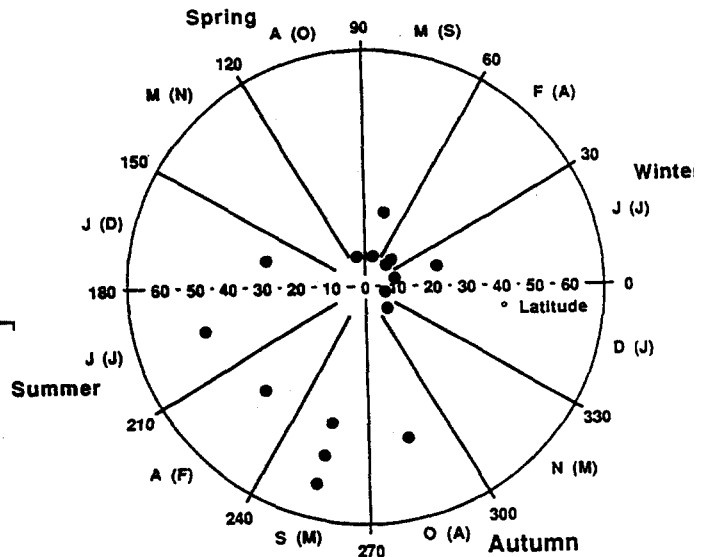 Spring
A (O)
90
M (S)
120
60
M (N)
F (A)
150
30
Winte
J (D)
J (J)
180 - 60 - 50 - 40 - 30 - 20 - 10 - 0 - 10 - 20 - 30 - 40 - 50 - 60 - 0
° Latitude
J (J)
D (J)
Summer
210
330
A (F)
N (M)
240
300
S (M)
O (A)
270
Autumn